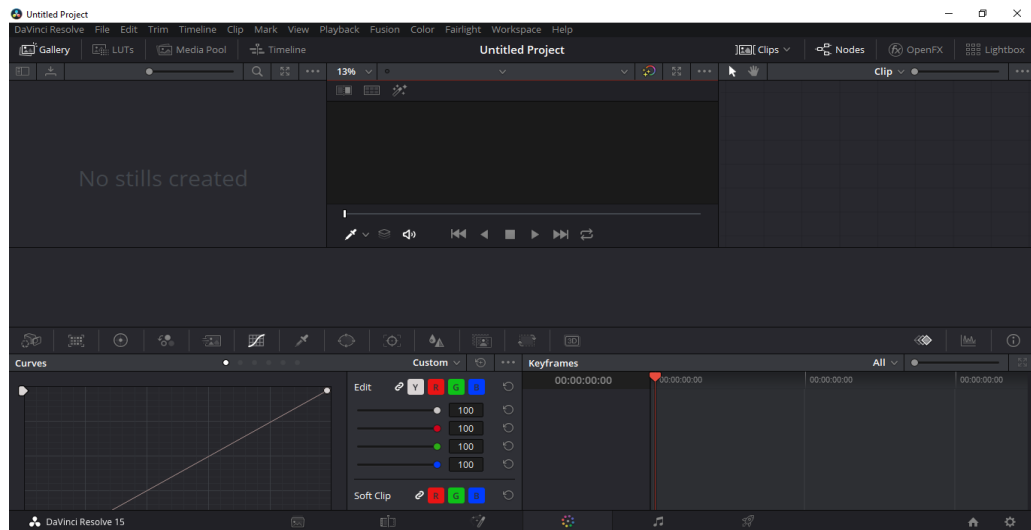 Untitled Project
DaVinci Resolve File Edit Trim Timeline Clip Mark View Playback Fusion Color Fairlight Workspace Help
Gallery LUTs Media Pool Timeline Untitled Project Clips Nodes OpenFX Lightbox
13% Clip
No stills created
3D
Curves Custom Keyframes All
Edit Y R G B 00:00:00:00 00:00:00:00 00:00:00:00 00:00:00:00
100
100
100
100
Soft Clip R G B
DaVinci Resolve 15